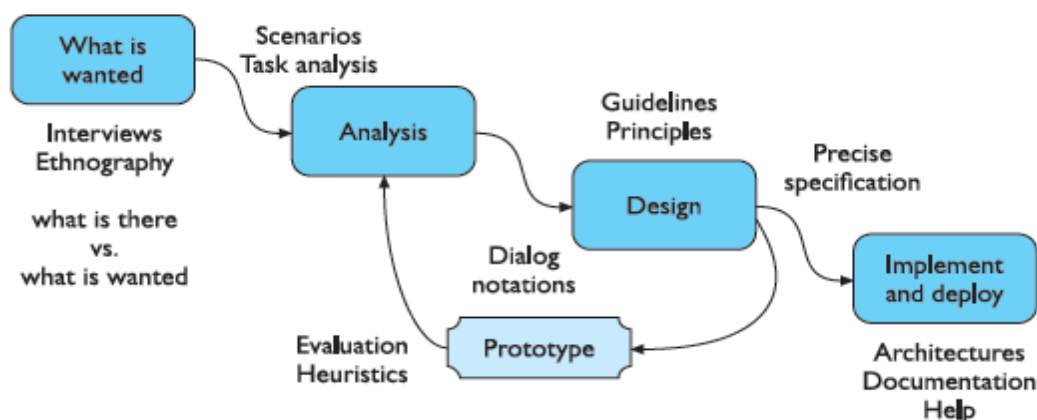 What is
wanted
Interviews
Ethnography
what is there
vs.
what is wanted
Scenarios
Task analysis
Analysis
Guidelines
Principles
Design
Dialog
notations
Prototype
Evaluation
Heuristics
Precise
specification
Implement
and deploy
Architectures
Documentation
Help